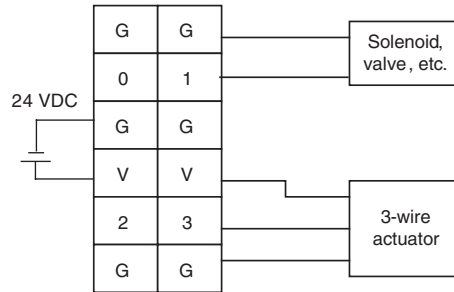 G G
Solenoid,
valve, etc.
0 1
24 VDC
G G
V V
2 3
3-wire
actuator
G G